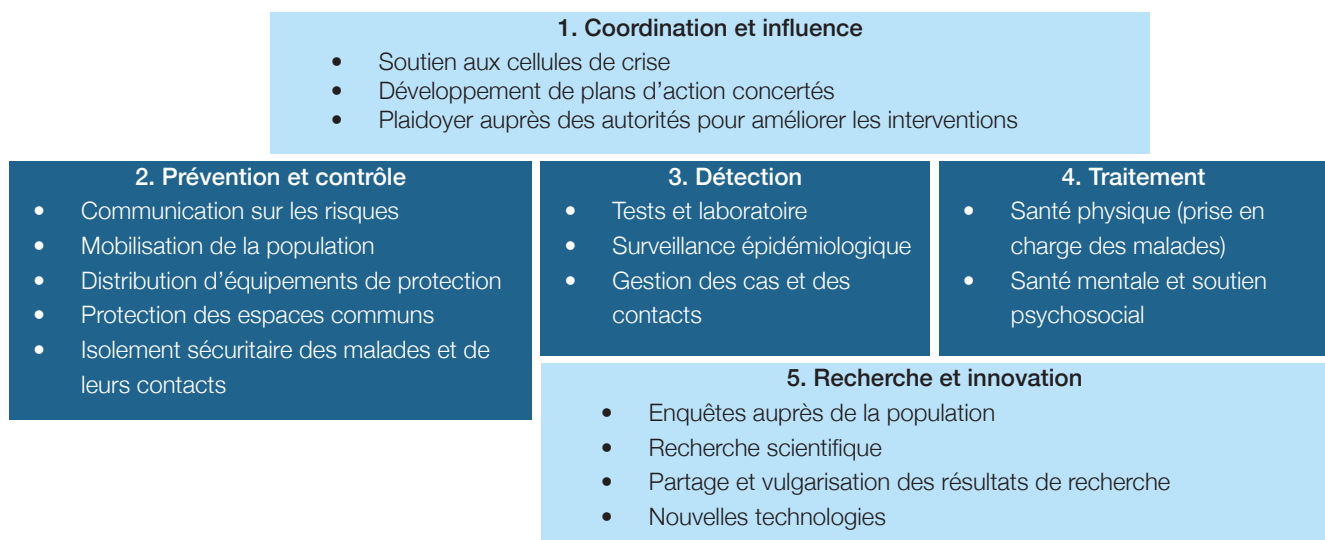 1. Coordination et influence
• Soutien aux cellules de crise
• Développement de plans d’action concertés
• Plaidoyer auprès des autorités pour améliorer les interventions
2. Prévention et contrôle
• Communication sur les risques
• Mobilisation de la population
• Distribution d’équipements de protection
• Protection des espaces communs
• Isolement sécuritaire des malades et de
leurs contacts
3. Détection
• Tests et laboratoire
• Surveillance épidémiologique
• Gestion des cas et des
contacts
4. Traitement
• Santé physique (prise en
charge des malades)
• Santé mentale et soutien
psychosocial
5. Recherche et innovation
• Enquêtes auprès de la population
• Recherche scientifique
• Partage et vulgarisation des résultats de recherche
• Nouvelles technologies